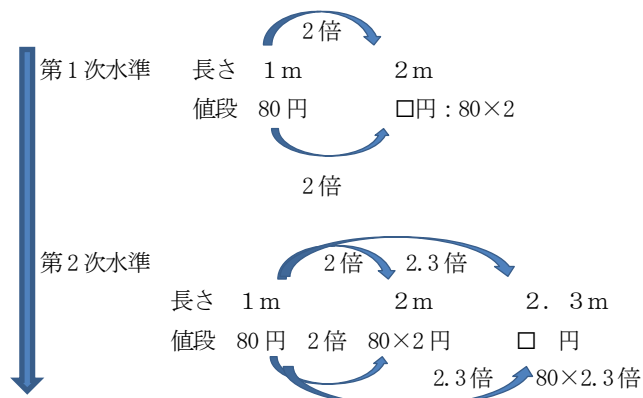 2倍
第1次水準 長さ 1m 2m
値段 80円 □円：80×2
2倍
第2次水準 2倍 2.3倍
長さ 1m 2m 2．3m
値段 80円 2倍 80×2円 □ 円
2.3倍 80×2.3倍